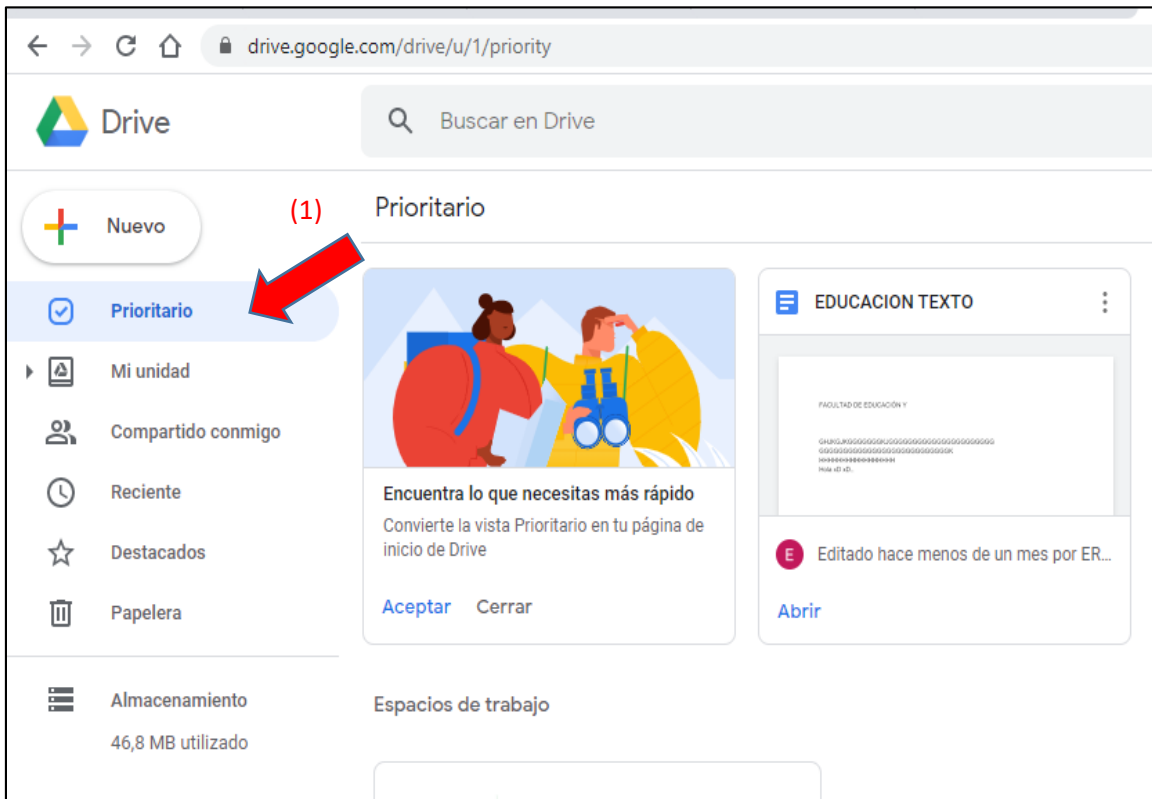 drive.google.com/drive/u/1/priority
Drive
Buscar en Drive
Nuevo
(1)
Prioritario
Mi unidad
Compartido conmigo
Reciente
Destacados
Papelera
Almacenamiento
46,8 MB utilizado
Prioritario
Encuentra lo que necesitas más rápido
Convierte la vista Prioritario en tu página de
inicio de Drive
Aceptar Cerrar
EDUCACION TEXTO
FACULTAD DE EDUCACIÓN Y
Hola xD xD.
E Editado hace menos de un mes por ER...
Abrir
Espacios de trabajo